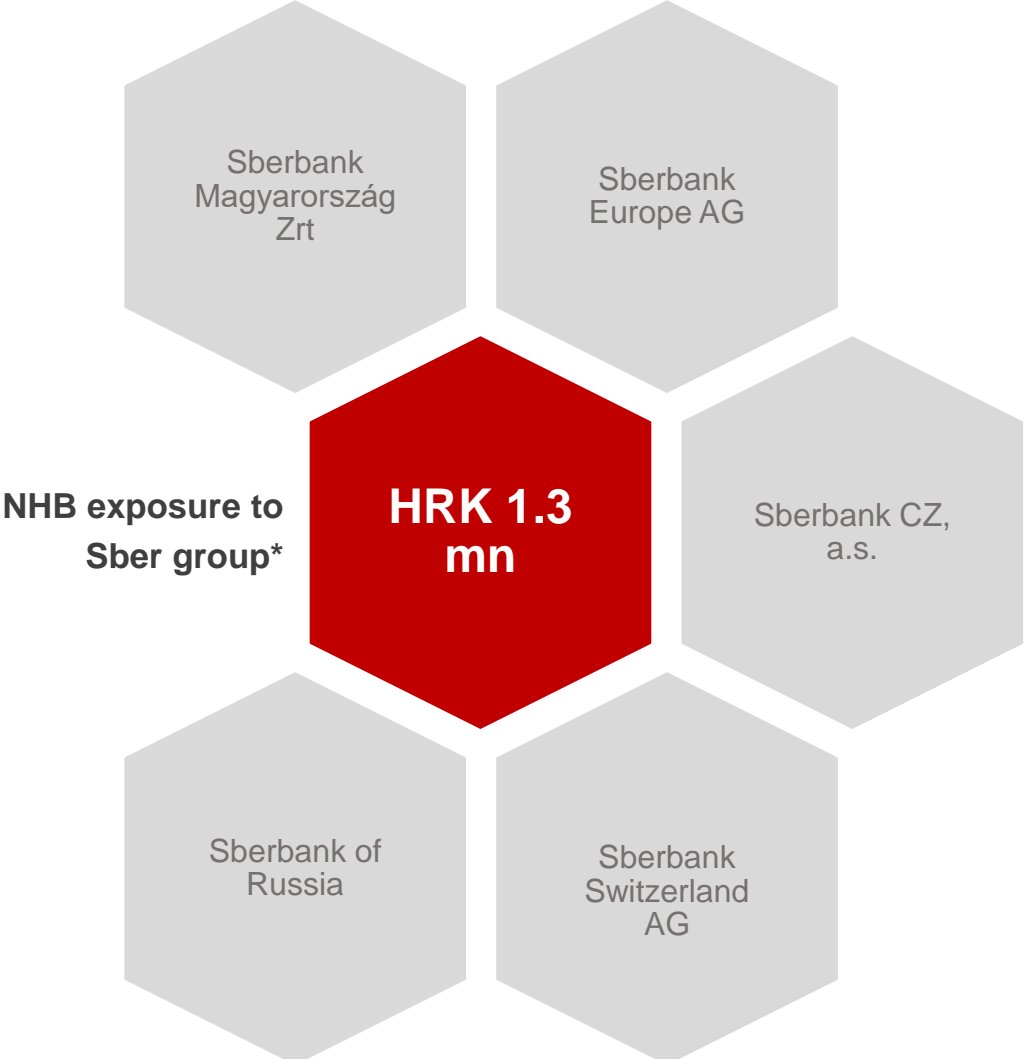 Sberbank
Magyarország
Zrt
Sberbank
Europe AG
NHB exposure to
Sber group*
HRK 1.3
mn
Sberbank CZ,
a.s.
Sberbank of
Russia
Sberbank
Switzerland
AG